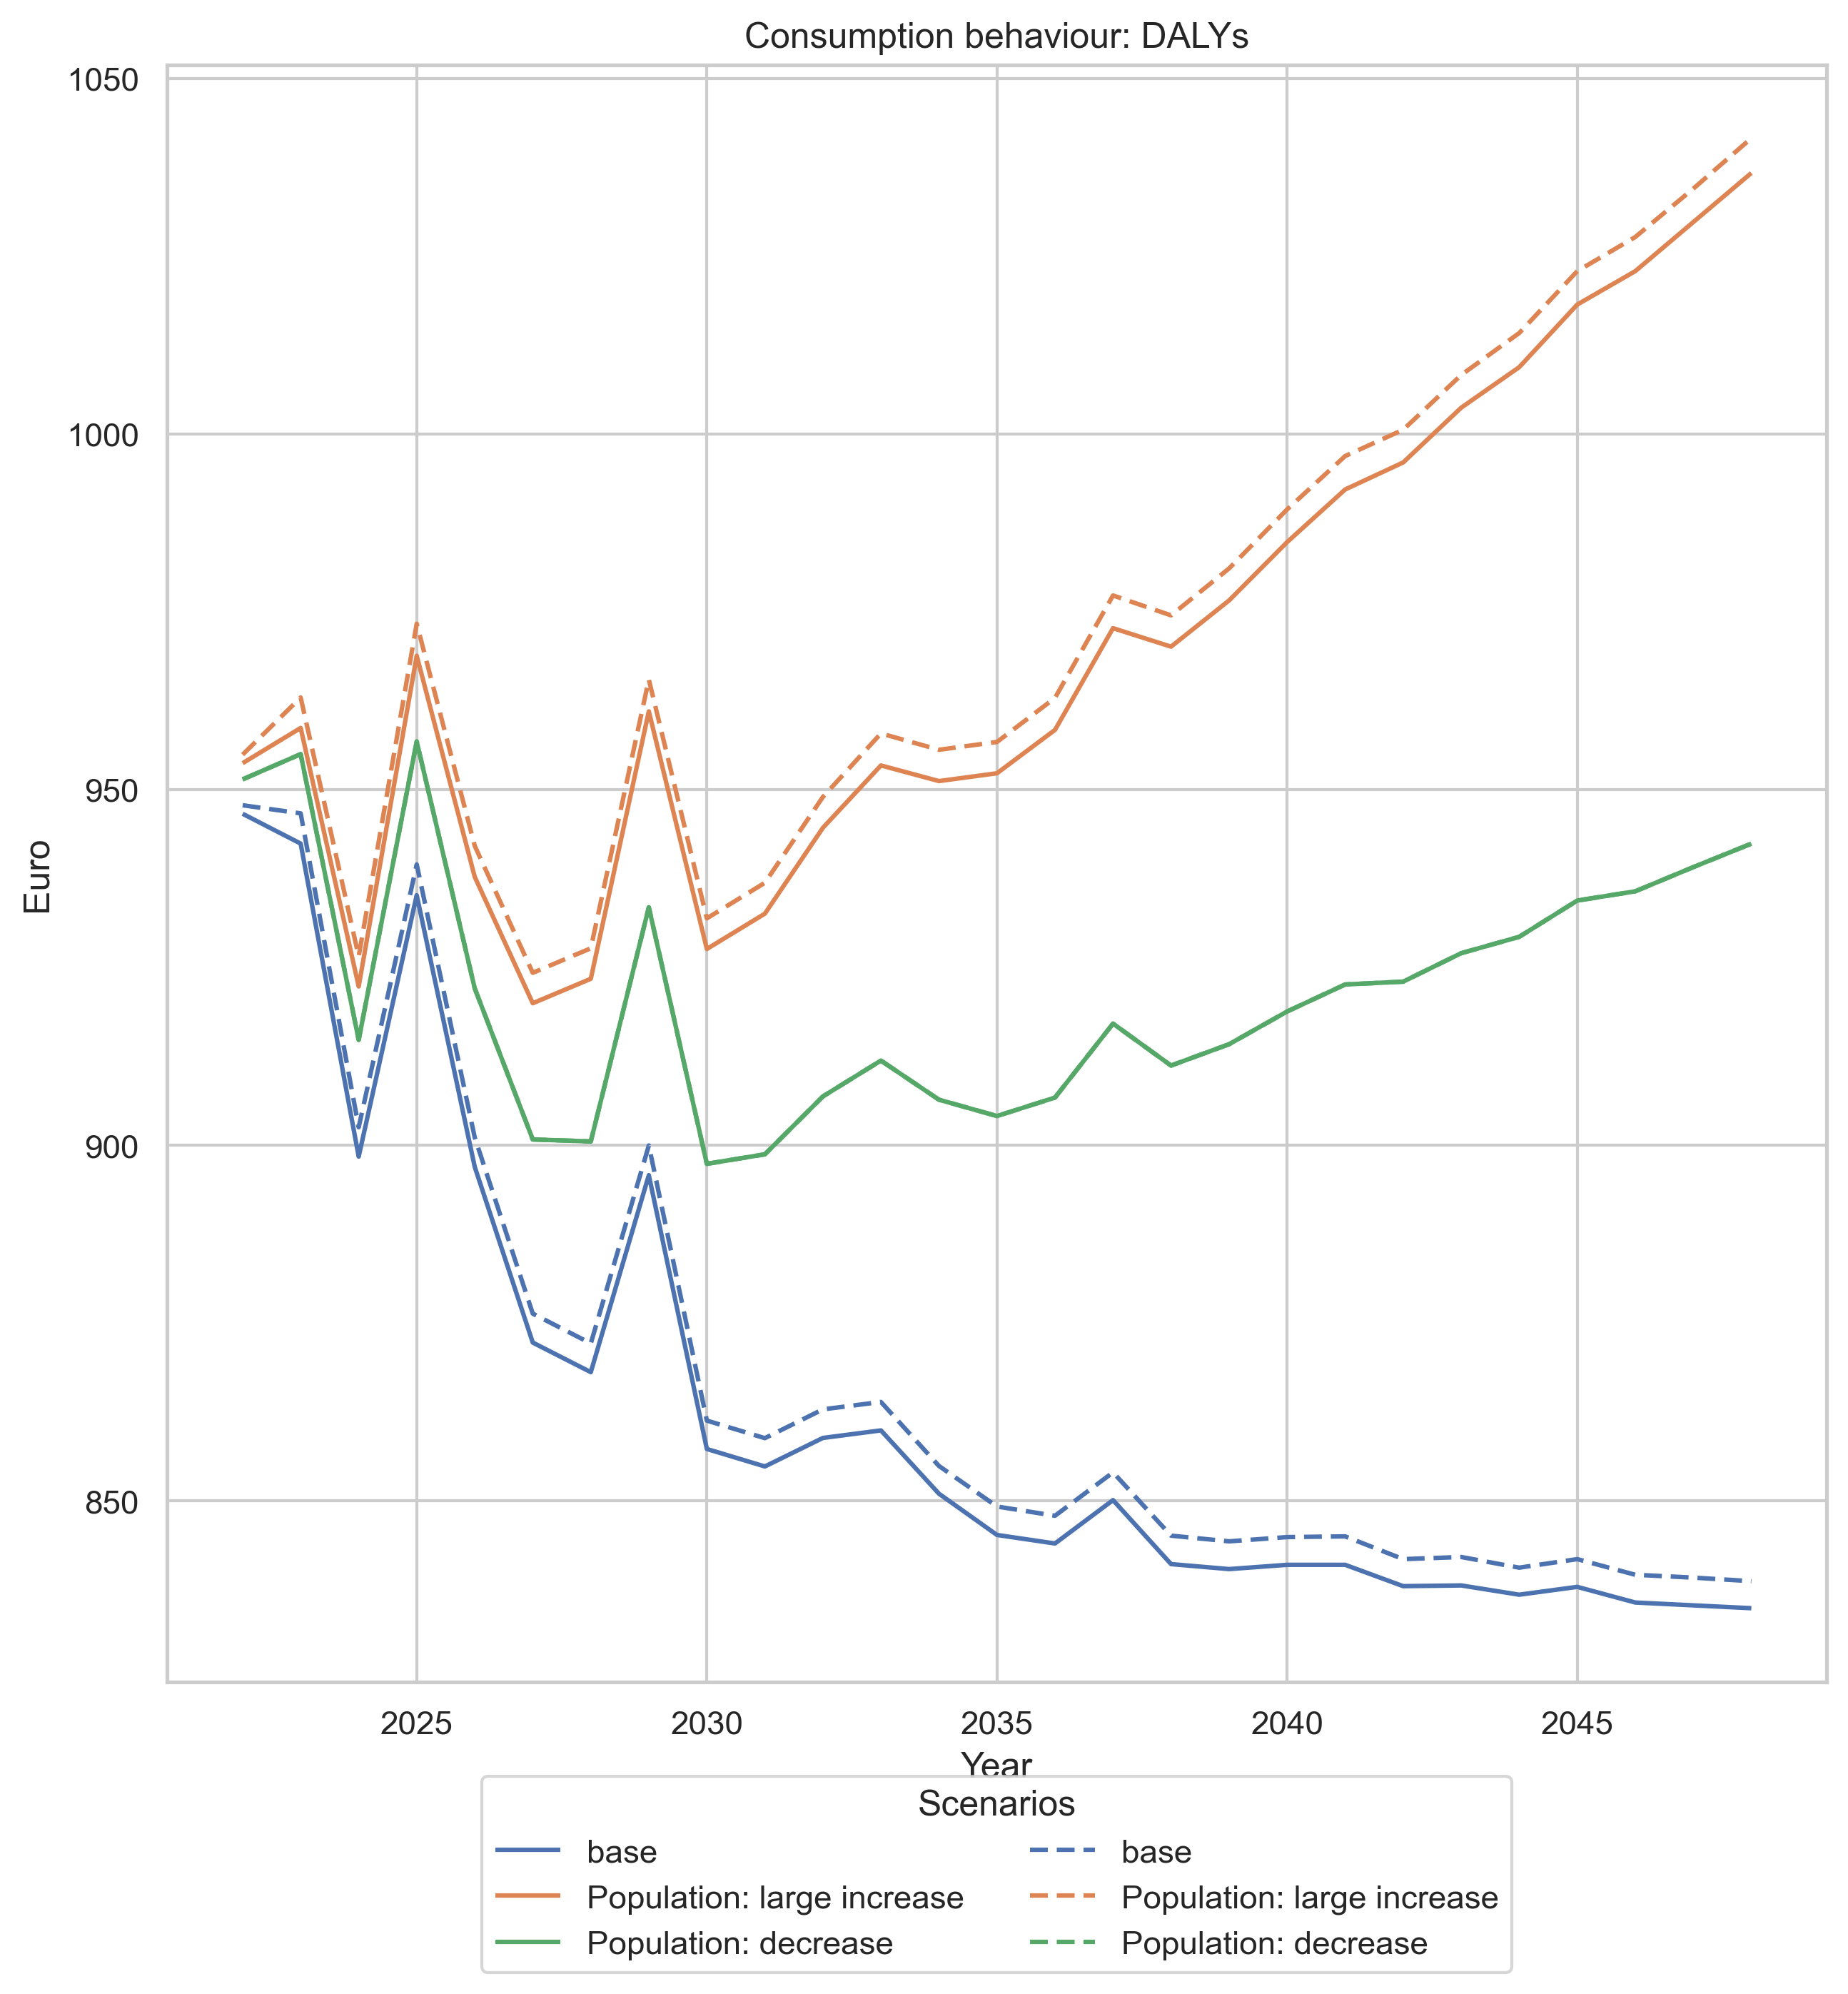 Consumption behaviour: DALYs
1050
1000
950
900
850
Euro
2025 2030 2035 2040 2045
Year
Scenarios
base base
Population: large increase Population: large increase
Population: decrease Population: decrease